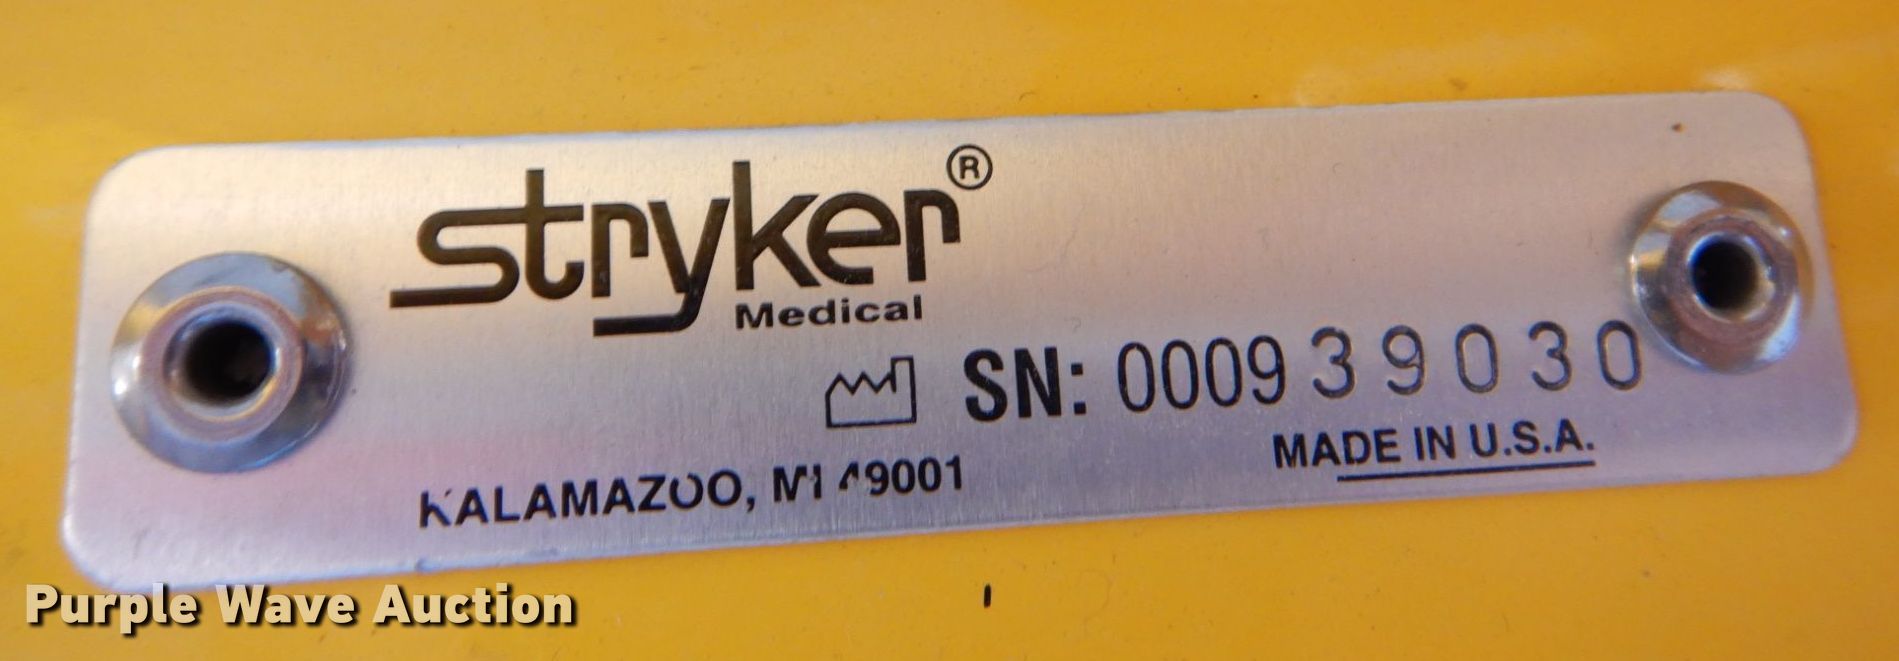 stryker®
Medical
SN: 000939030
KALAMAZOO, MI 49001
MADE IN U.S.A.
Purple Wave Auction